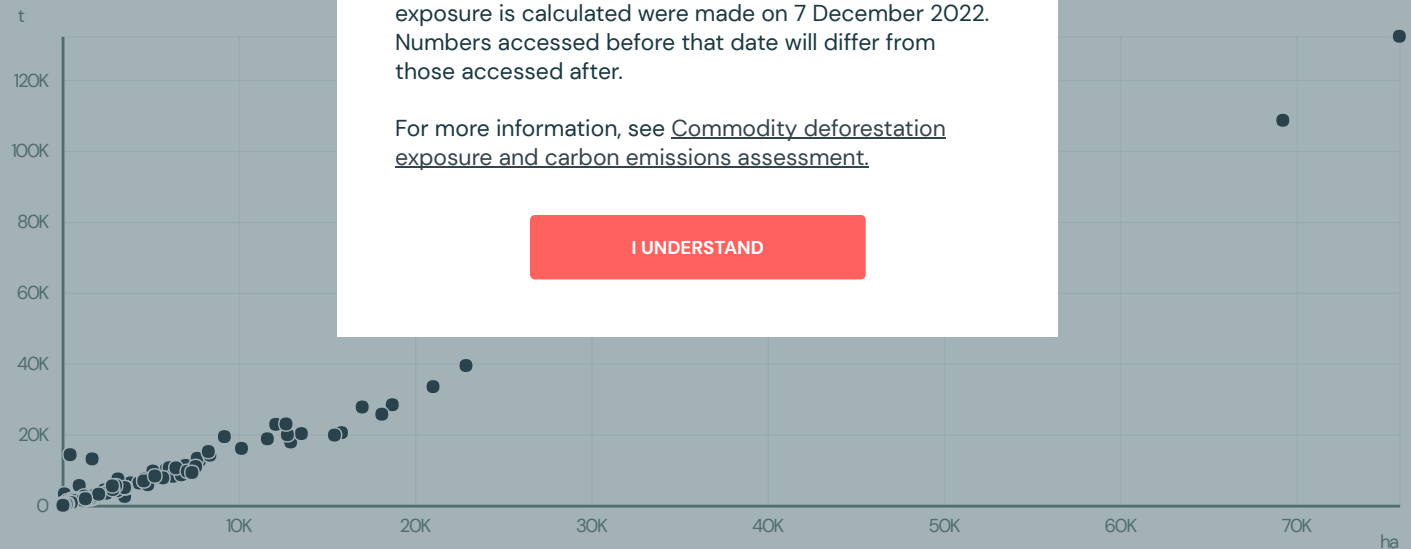 t
exposure is calculated were made on 7 December 2022.
Numbers accessed before that date will differ from
those accessed after.
For more information, see Commodity deforestation
exposure and carbon emissions assessment.
I UNDERSTAND
120K
100K
80K
60K
40K
20K
0
10K 20K 30K 40K 50K 60K 70K
ha